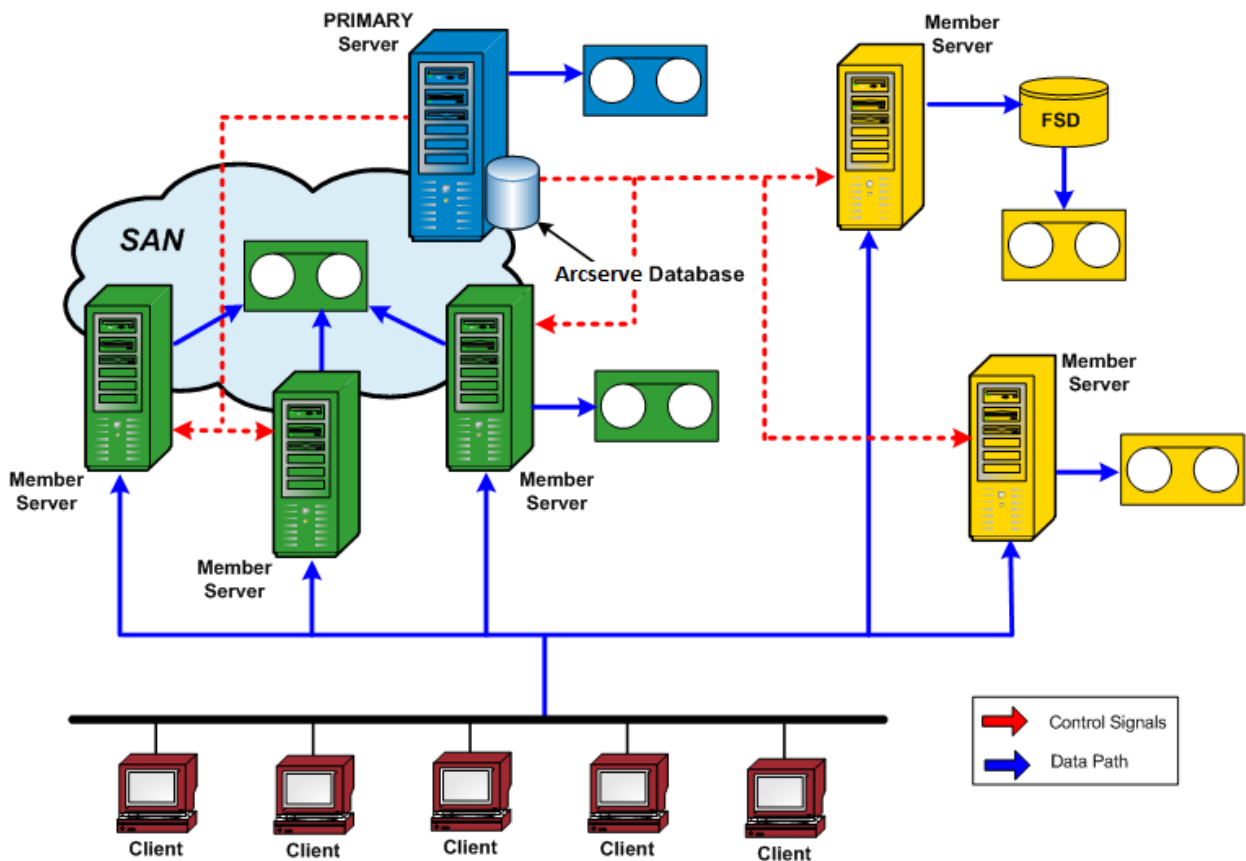 PRIMARY
Server
Member
Server
FSD
SAN
Arcserve Database
Member
Server
Member
Server
Member
Server
Member
Server
Control Signals
Data Path
Client
Client
Client
Client
Client